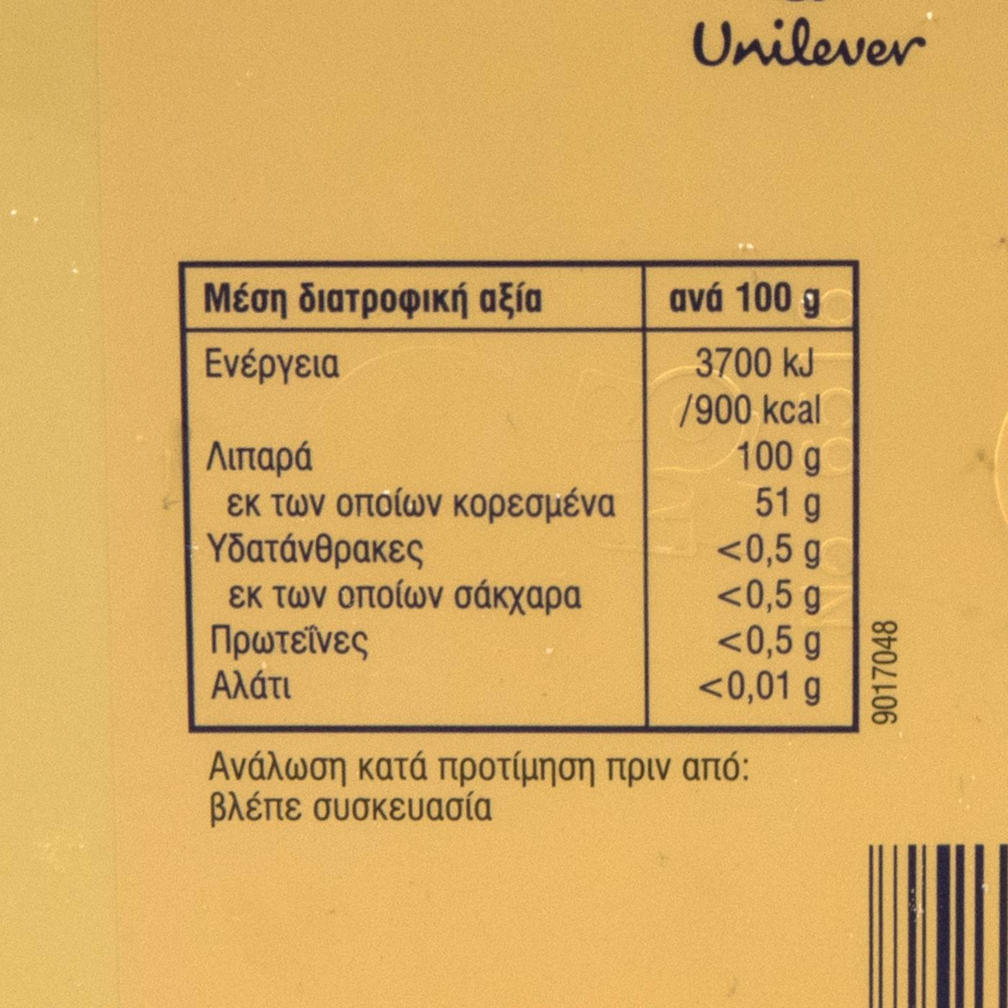 Unilever
Μέση διατροφική αξία ανά 100 g
Ενέργεια 3700 kJ
/900 kcal
Λιπαρά 100 g
εκ των οποίων κορεσμένα 51 g
Υδατάνθρακες <0,5 g
εκ των οποίων σάκχαρα <0,5 g
Πρωτεΐνες <0,5 g
Αλάτι <0,01 g
9017048
Ανάλωση κατά προτίμηση πριν από:
βλέπε συσκευασία